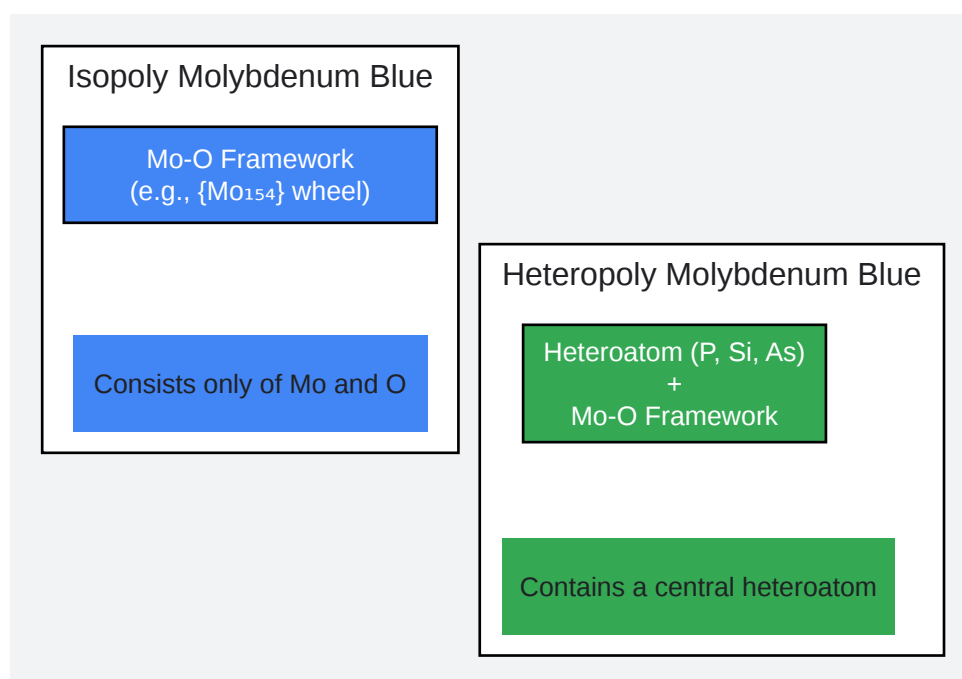 Isopoly Molybdenum Blue
Mo-O Framework
(e.g., {Mo₁₅₄} wheel)
Consists only of Mo and O
Heteropoly Molybdenum Blue
Heteroatom (P, Si, As)
+
Mo-O Framework
Contains a central heteroatom